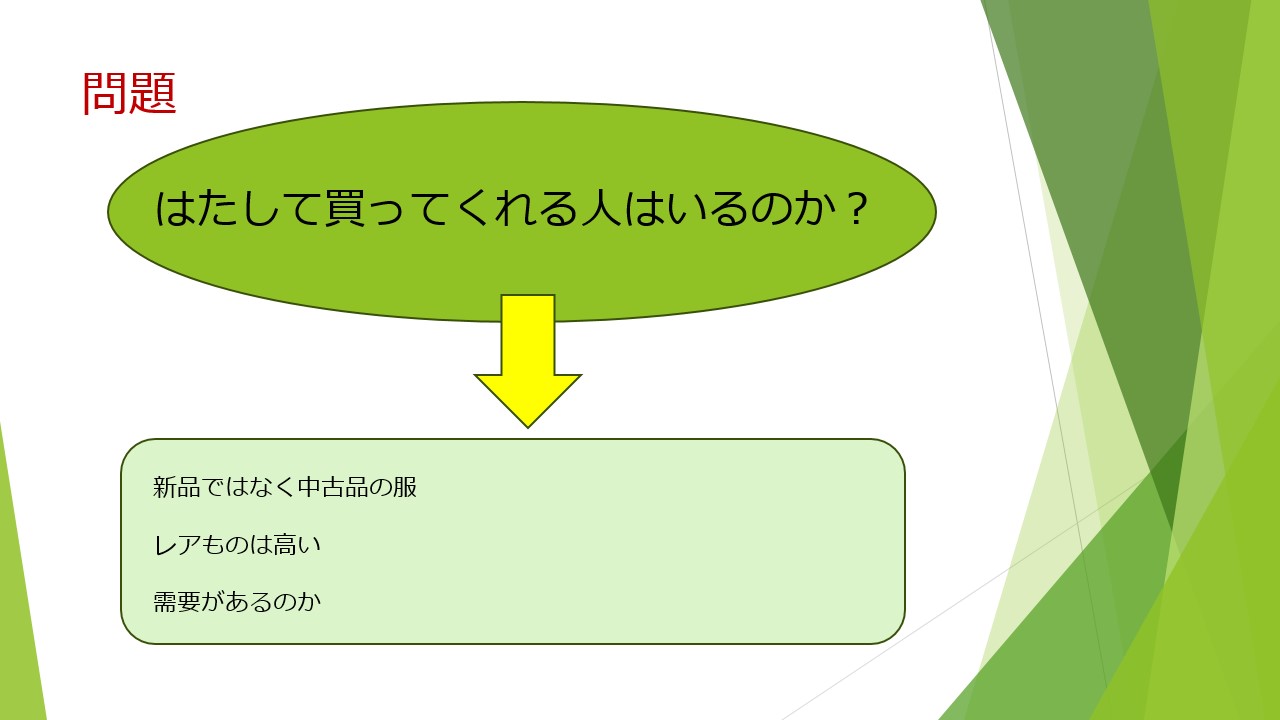 問題
はたして買ってくれる人はいるのか？
新品ではなく中古品の服
レアものは高い
需要があるのか